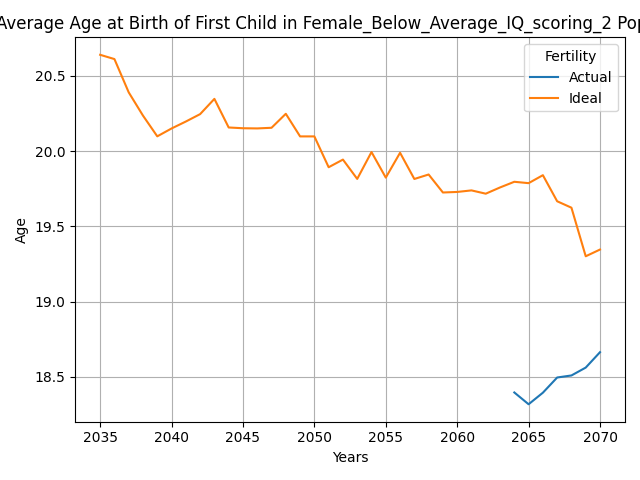 Average Age at Birth of First Child in Female_Below_Average_IQ_scoring_2
Fertility
Actual
Ideal
20.5
20.0
19.5
19.0
18.5
Age
2035 2040 2045 2050 2055 2060 2065 2070
Years